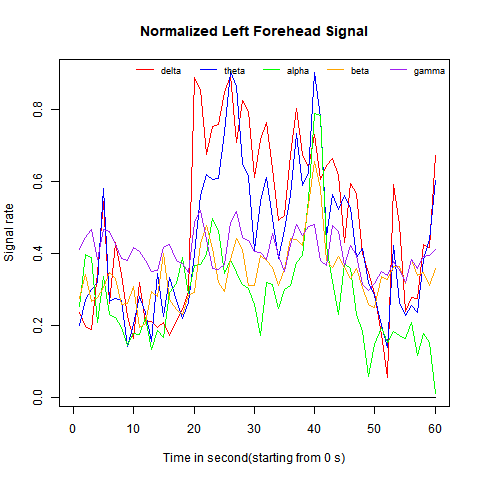 Normalized Left Forehead Signal
delta theta alpha beta gamma
Signal rate
0.8
0.6
0.4
0.2
0.0
0 10 20 30 40 50 60
Time in second(starting from 0 s)